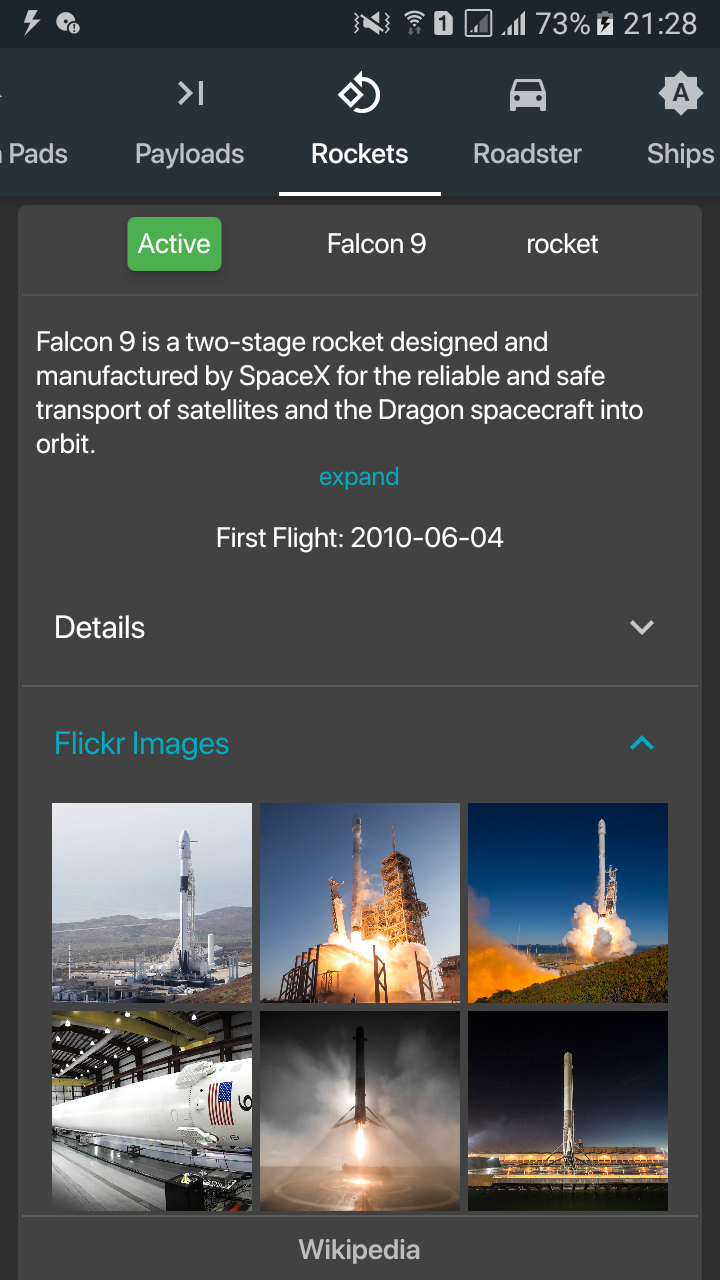 1 73% 21:28
Pads Payloads Rockets Roadster A Ships
Active Falcon 9 rocket
Falcon 9 is a two-stage rocket designed and
manufactured by SpaceX for the reliable and safe
transport of satellites and the Dragon spacecraft into
orbit.
expand
First Flight: 2010-06-04
Details
Flickr Images
9
Wikipedia